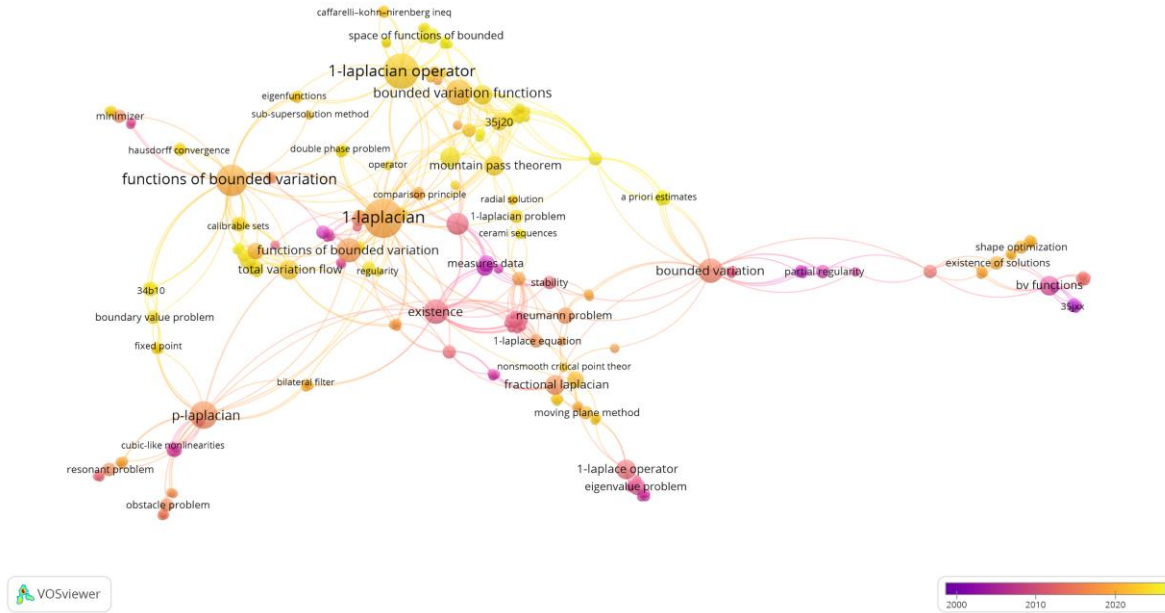 caffarelli–kohn–nirenberg ineq
space of functions of bounded
1-laplacian operator
bounded variation functions
eigenfunctions
sub-supersolution method
minimizer
35j20
hausdorff convergence
double phase problem
operator
mountain pass theorem
functions of bounded variation
comparison principle
radial solution
a priori estimates
1-laplacian
1-laplacian problem
calibrable sets
cerami sequences
functions of bounded variation
shape optimization
total variation flow
regularity
measures data
bounded variation
partial regularity
existence of solutions
stability
bv functions
34b10
35jxx
boundary value problem
existence
neumann problem
fixed point
1-laplace equation
nonsmooth critical point theor
bilateral filter
fractional laplacian
p-laplacian
moving plane method
cubic-like nonlinearities
resonant problem
1-laplace operator
eigenvalue problem
obstacle problem
VOSviewer
2000 2010 2020